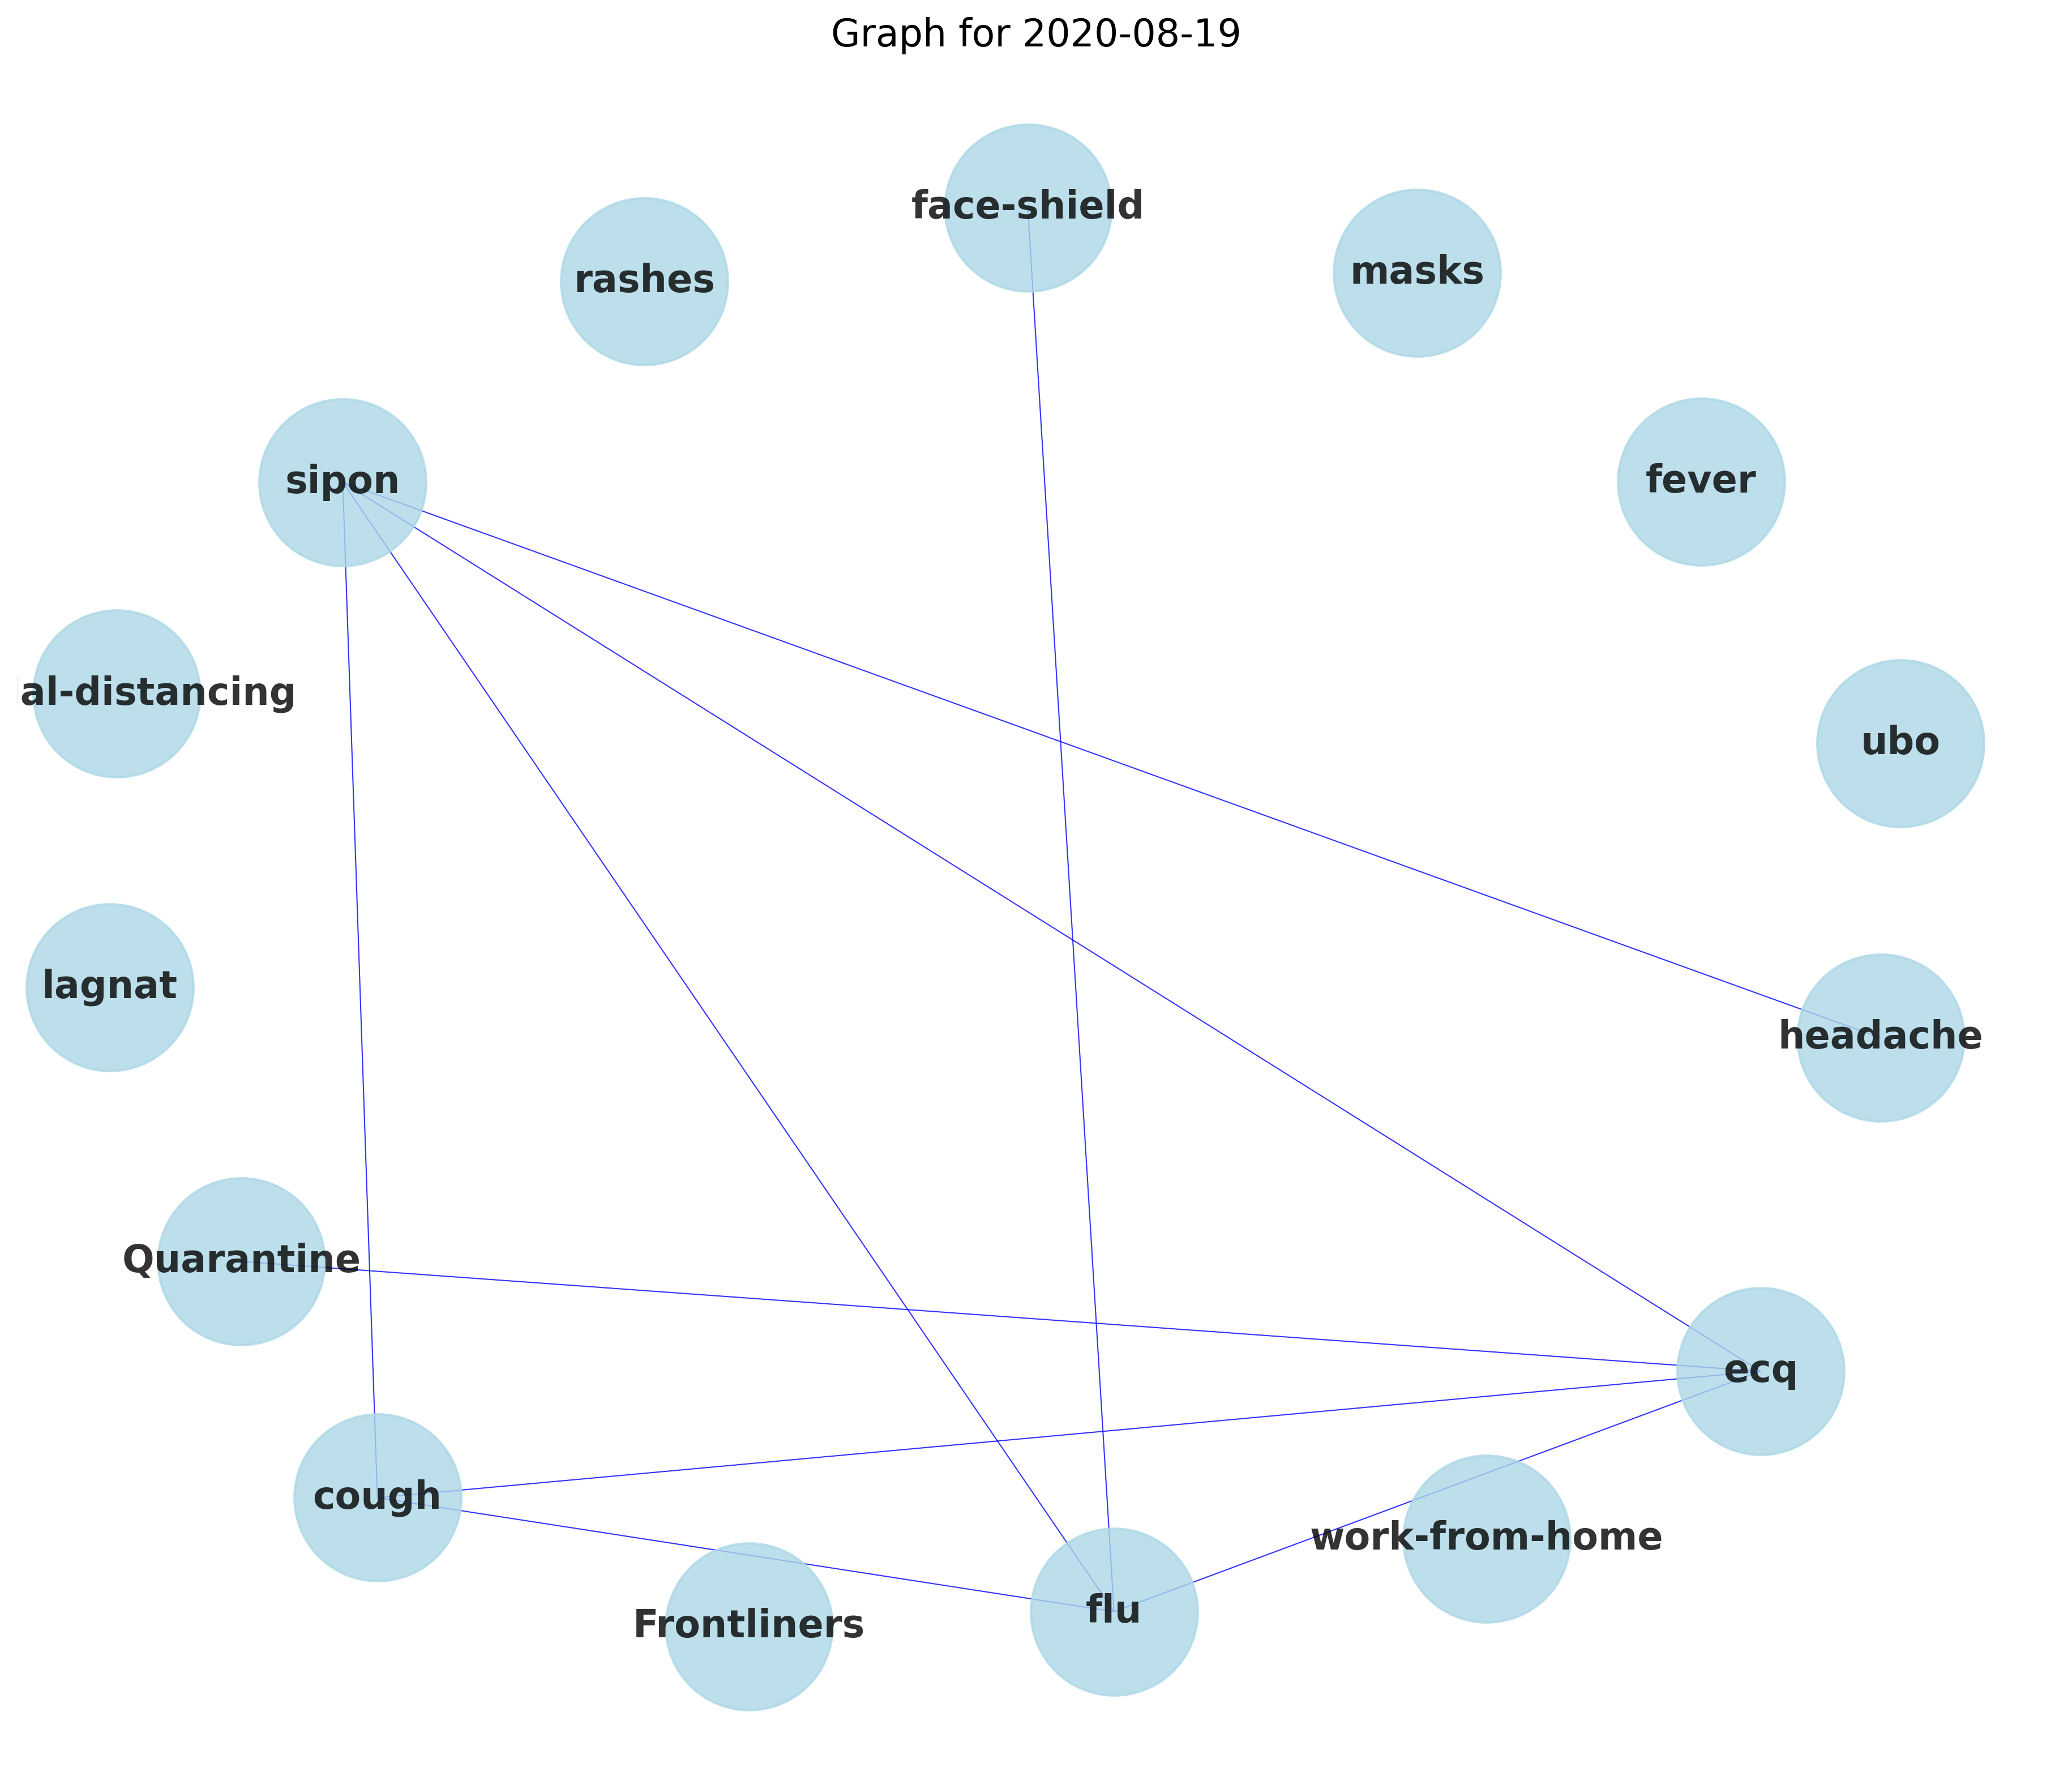 Graph for 2020-08-19
face-shield
masks
rashes
fever
sipon
al-distancing
ubo
lagnat
headache
Quarantine
ecq
cough
work-from-home
flu
Frontliners